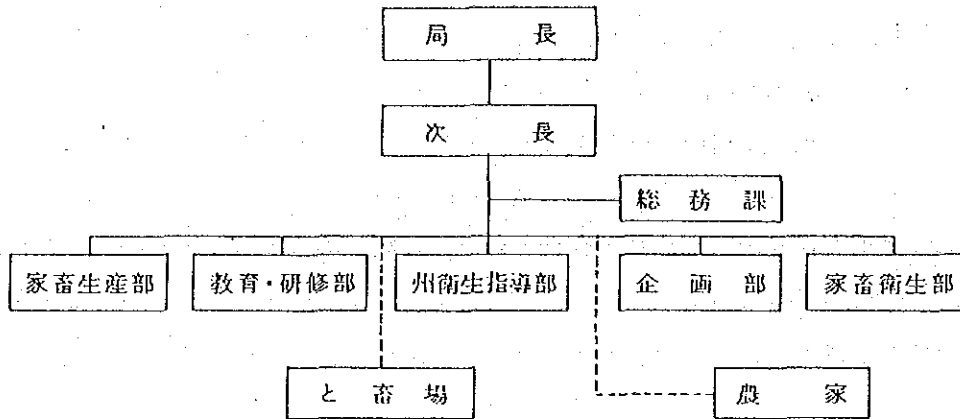 局長
次長
総務課
家畜生産部 教育・研修部 州衛生指導部 企画部 家畜衛生部
と畜場 農家